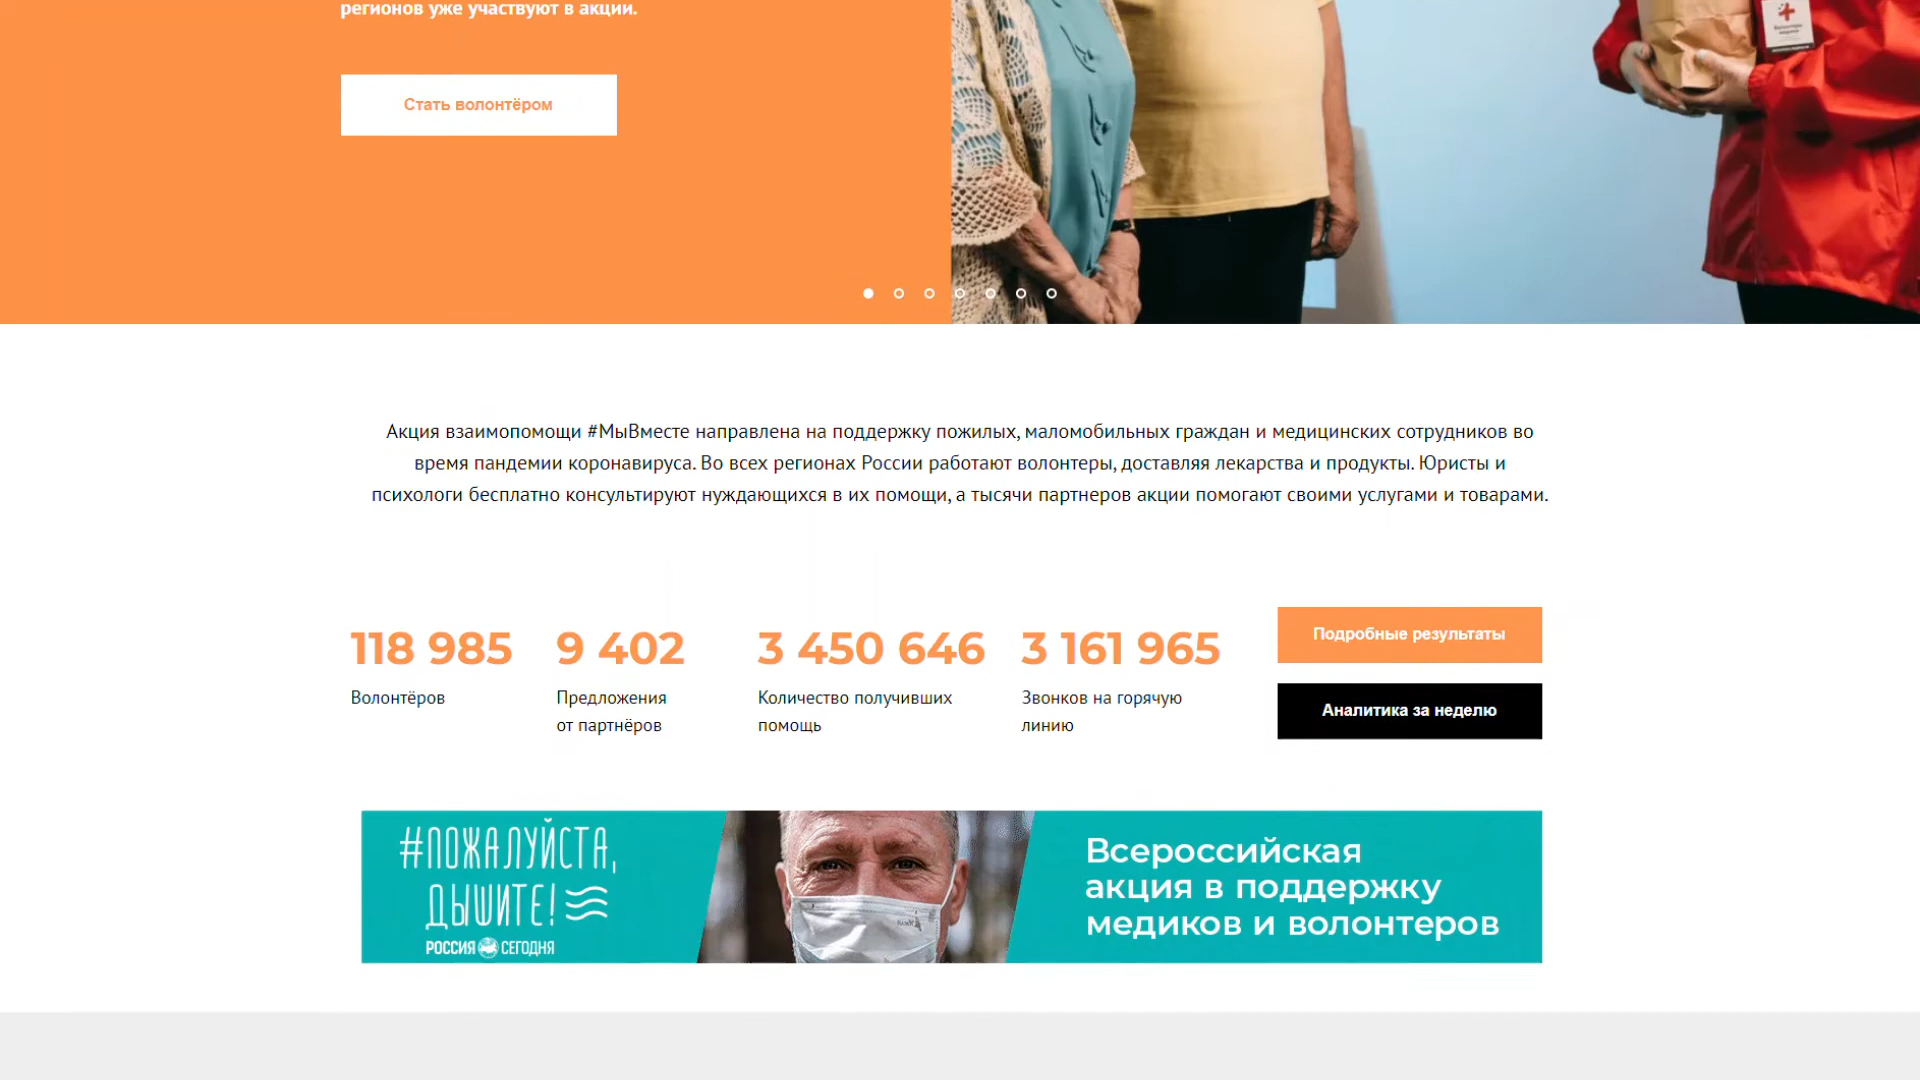 регионов уже участвуют в акции.
Стать волонтёром
Акция взаимопомощи #МыВместе направлена на поддержку пожилых, маломобильных граждан и медицинских сотрудников во
время пандемии коронавируса. Во всех регионах России работают волонтеры, доставляя лекарства и продукты. Юристы и
психологи бесплатно консультируют нуждающихся в их помощи, а тысячи партнеров акции помогают своими услугами и товарами.
118 985
Волонтёров
9 402
Предложения
от партнёров
3 450 646
Количество получивших
помощь
3 161 965
Звонков на горячую
линию
Подробные результаты
Аналитика за неделю
#ПОЖАЛУЙСТА,
ДЫШИТЕ!
РОССИЯ СЕГОДНЯ
Всероссийская
акция в поддержку
медиков и волонтеров